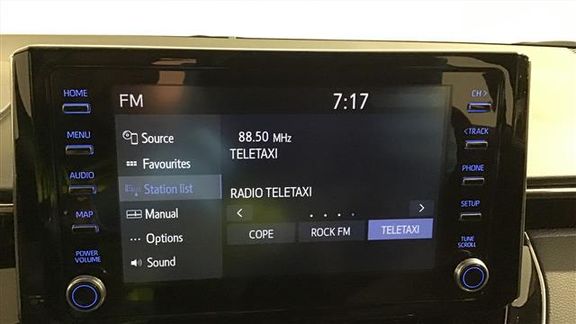 HOME
MENU
AUDIO
MAP
POWER
VOLUME
FM
7:17
Source
Favourites
Station list
Manual
Options
Sound
88.50 MHz
TELETAXI
RADIO TELETAXI
<
>
COPE
ROCK FM
TELETAXI
CH>
<TRACK
PHONE
SETUP
TUNE
SCROLL